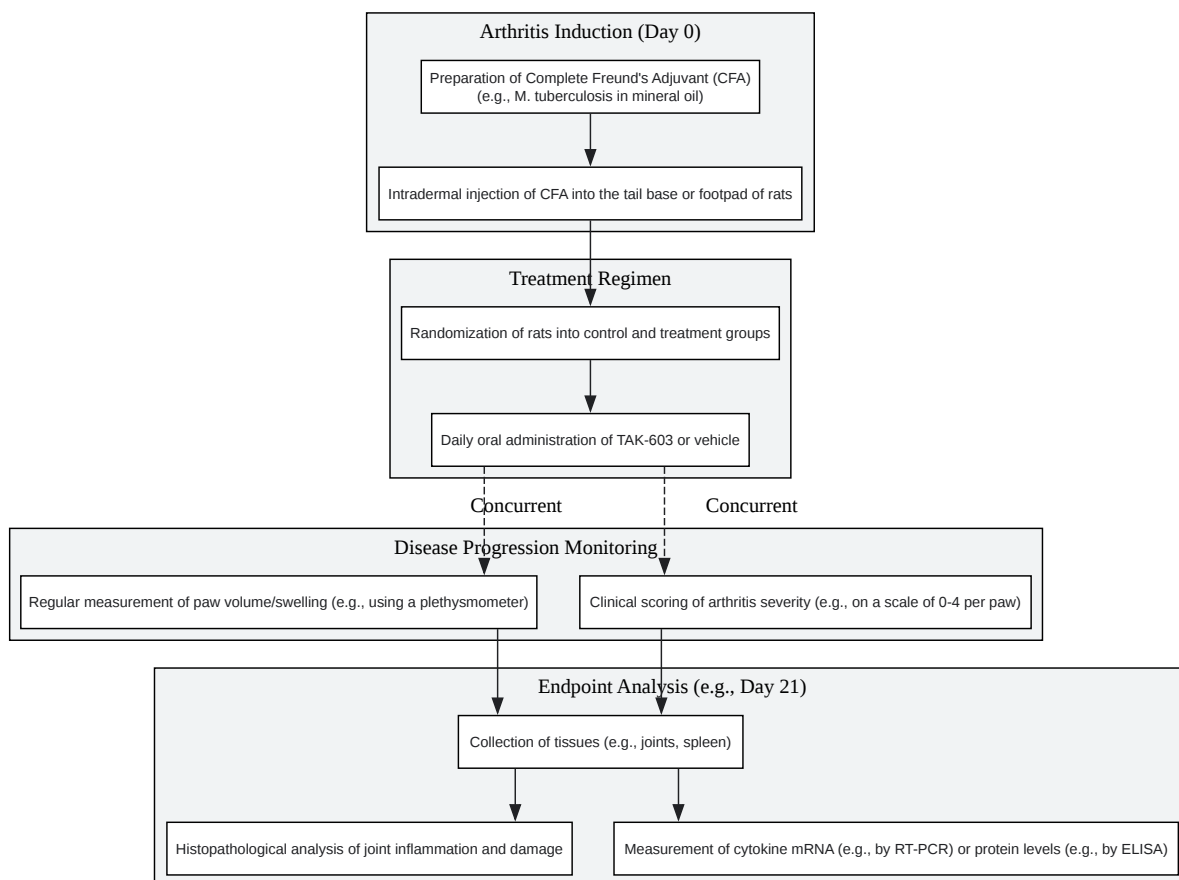 Arthritis Induction (Day 0)
Preparation of Complete Freund's Adjuvant (CFA)
(e.g., M. tuberculosis in mineral oil)
Intradermal injection of CFA into the tail base or footpad of rats
Treatment Regimen
Randomization of rats into control and treatment groups
Daily oral administration of TAK-603 or vehicle
Concurrent
Concurrent
Disease Progression Monitoring
Regular measurement of paw volume/swelling (e.g., using a plethysmometer)
Clinical scoring of arthritis severity (e.g., on a scale of 0-4 per paw)
Endpoint Analysis (e.g., Day 21)
Collection of tissues (e.g., joints, spleen)
Histopathological analysis of joint inflammation and damage
Measurement of cytokine mRNA (e.g., by RT-PCR) or protein levels (e.g., by ELISA)